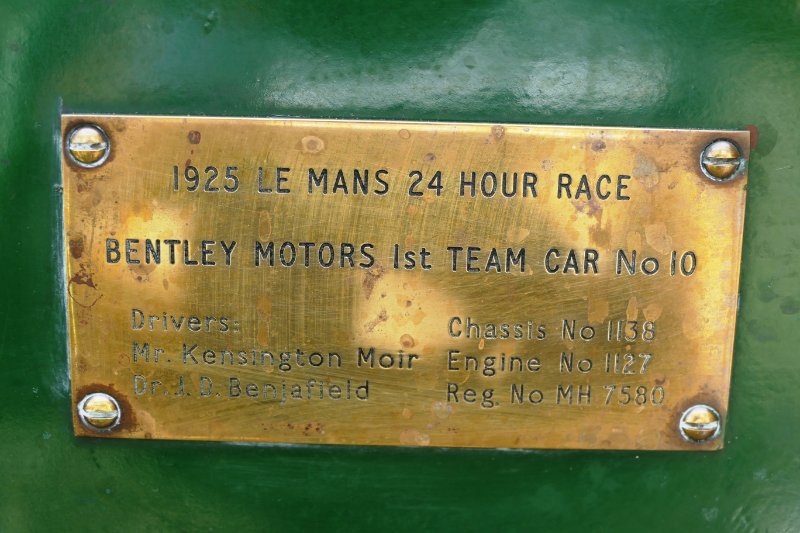 1925 LE MANS 24 HOUR RACE
BENTLEY MOTORS 1st TEAM CAR No 10
Drivers:
Mr. Kensington Moir
Dr. J. D. Benjafield
Chassis No 1138
Engine No 1127
Reg. No MH 7580